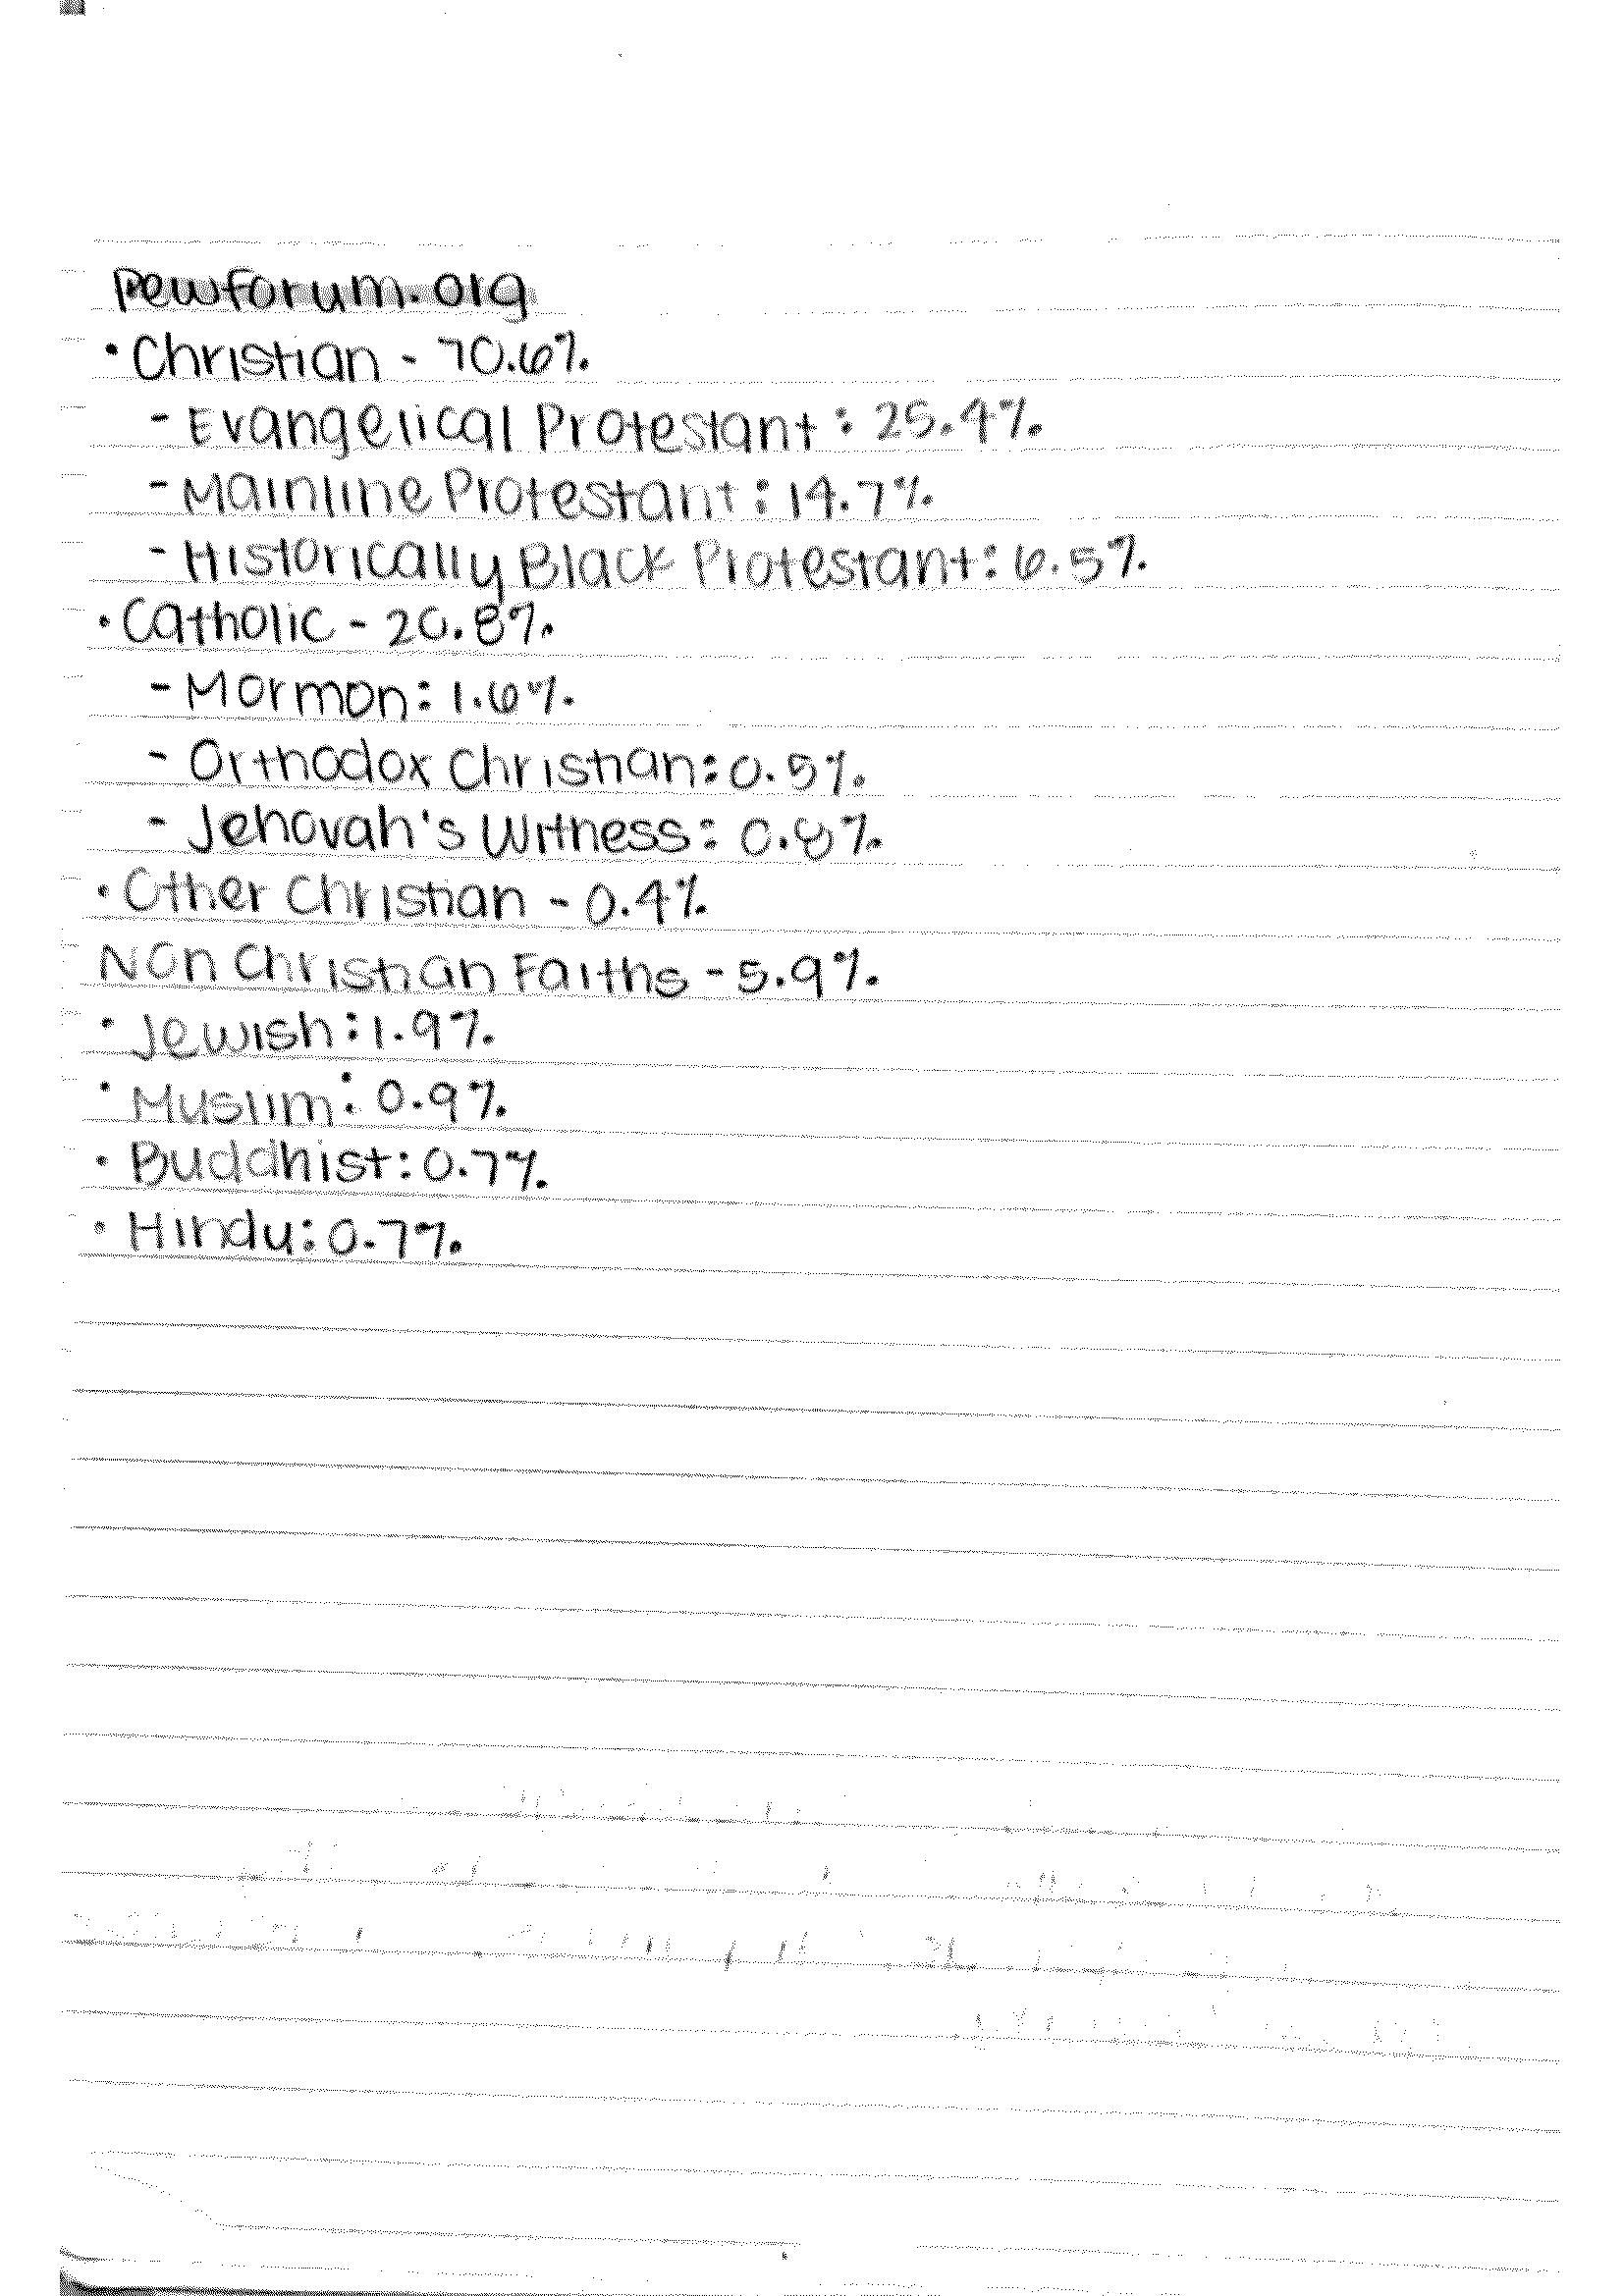 pewforum.org
• Christian - 70.6%
- Evangelical Protestant: 25.4%
- Mainline Protestant: 14.7%
- Historically Black Protestant: 6.5%
• Catholic - 20.8%
- Mormon: 1.6%
- Orthodox Christian: 0.5%
- Jehovah's Witness: 0.8%
• Other Christian - 0.4%
Non Christian Faiths - 5.9%
• Jewish: 1.9%
• Muslim: 0.9%
• Buddhist: 0.7%
• Hindu: 0.7%